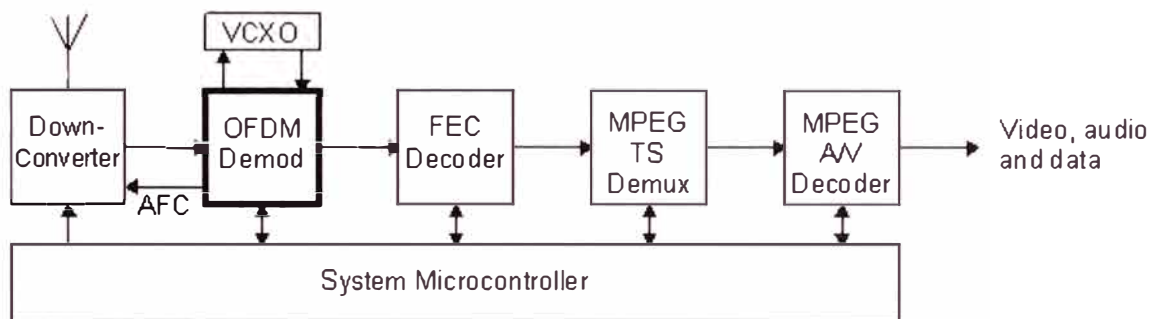 VCXO
Down-
Converter
OFDM
Demod
FEC
Decoder
MPEG
TS
Demux
MPEG
A/V
Decoder
Video, audio
and data
AFC
System Microcontroller